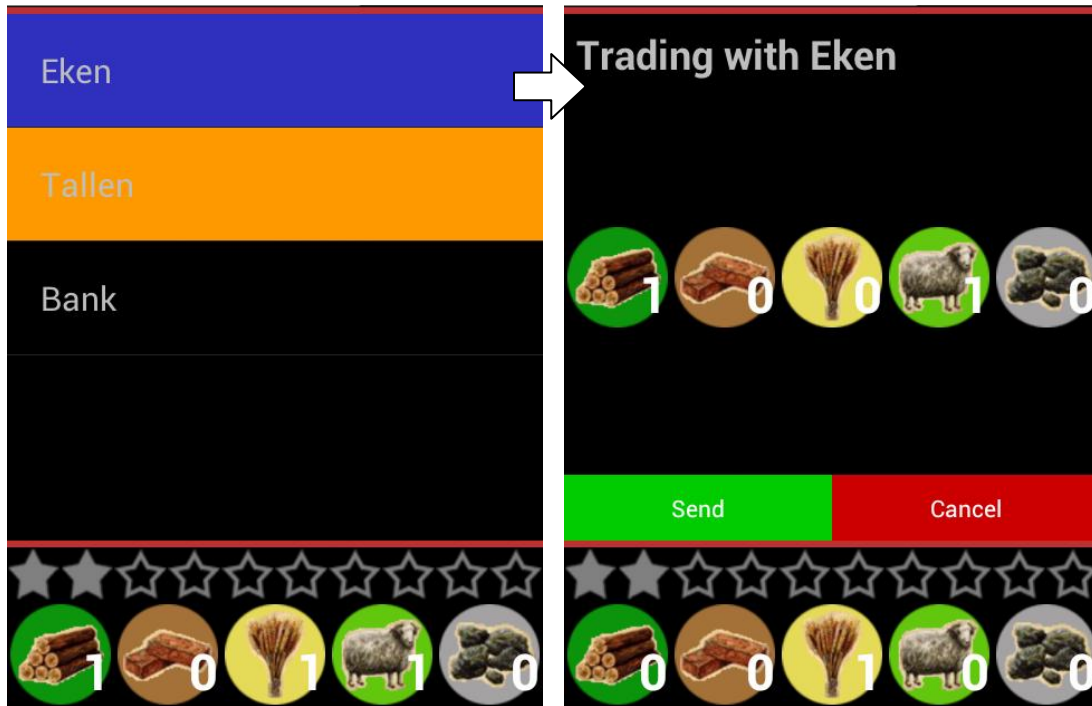 Eken
Tallen
Bank
1 0 1 1 0
Trading with Eken
1 0 0 1 0
Send Cancel
0 0 1 0 0